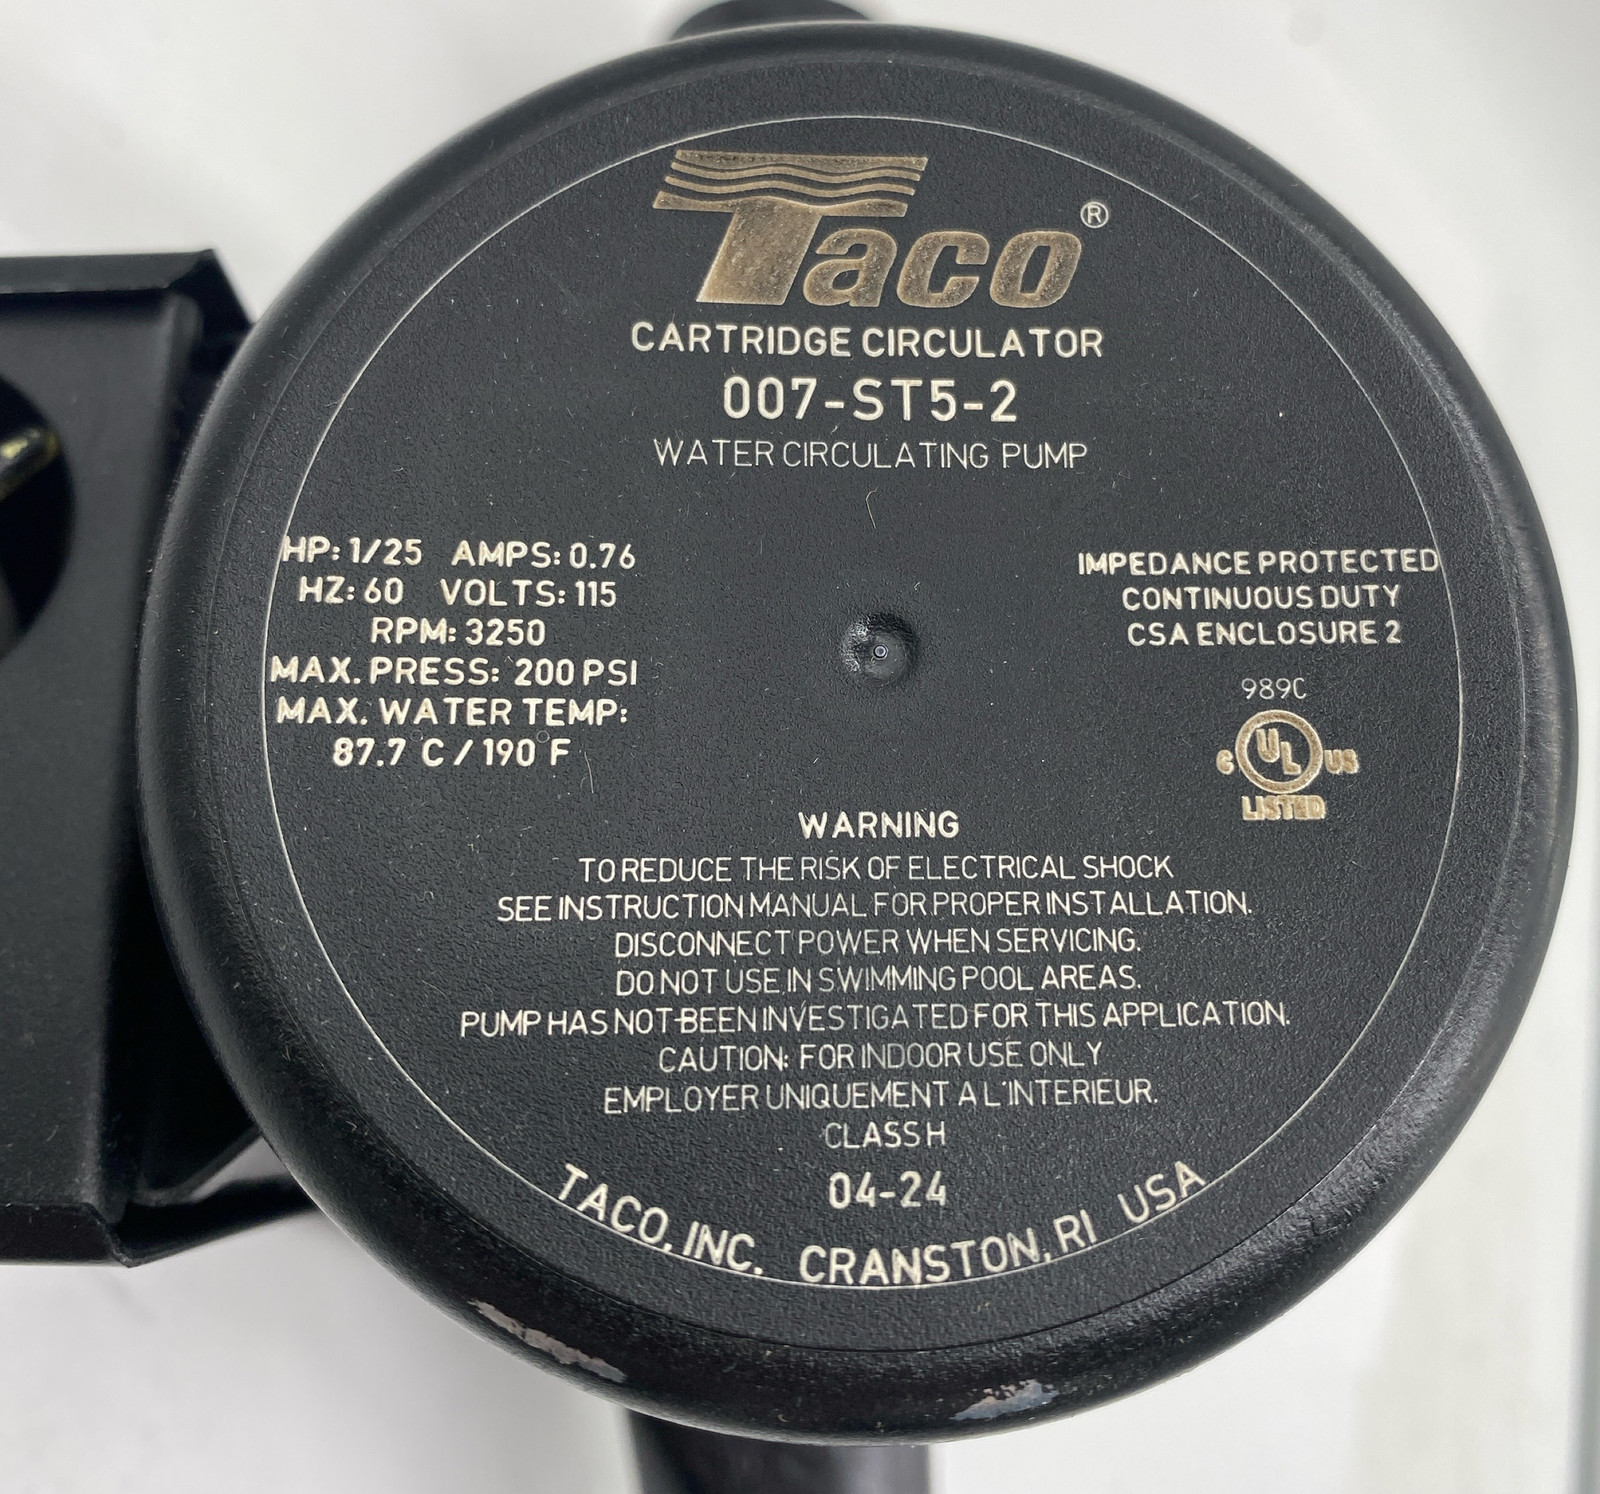 Taco®
CARTRIDGE CIRCULATOR
007-ST5-2
WATER CIRCULATING PUMP
HP: 1/25 AMPS: 0.76
HZ: 60 VOLTS: 115
RPM: 3250
MAX. PRESS: 200 PSI
MAX. WATER TEMP:
87.7°C / 190°F
IMPEDANCE PROTECTED
CONTINUOUS DUTY
CSA ENCLOSURE 2
989C
C UL US
LISTED
WARNING
TO REDUCE THE RISK OF ELECTRICAL SHOCK
SEE INSTRUCTION MANUAL FOR PROPER INSTALLATION.
DISCONNECT POWER WHEN SERVICING.
DO NOT USE IN SWIMMING POOL AREAS.
PUMP HAS NOT BEEN INVESTIGATED FOR THIS APPLICATION.
CAUTION: FOR INDOOR USE ONLY
EMPLOYER UNIQUEMENT A L'INTERIEUR.
CLASS H
04-24
TACO, INC. CRANSTON, RI USA